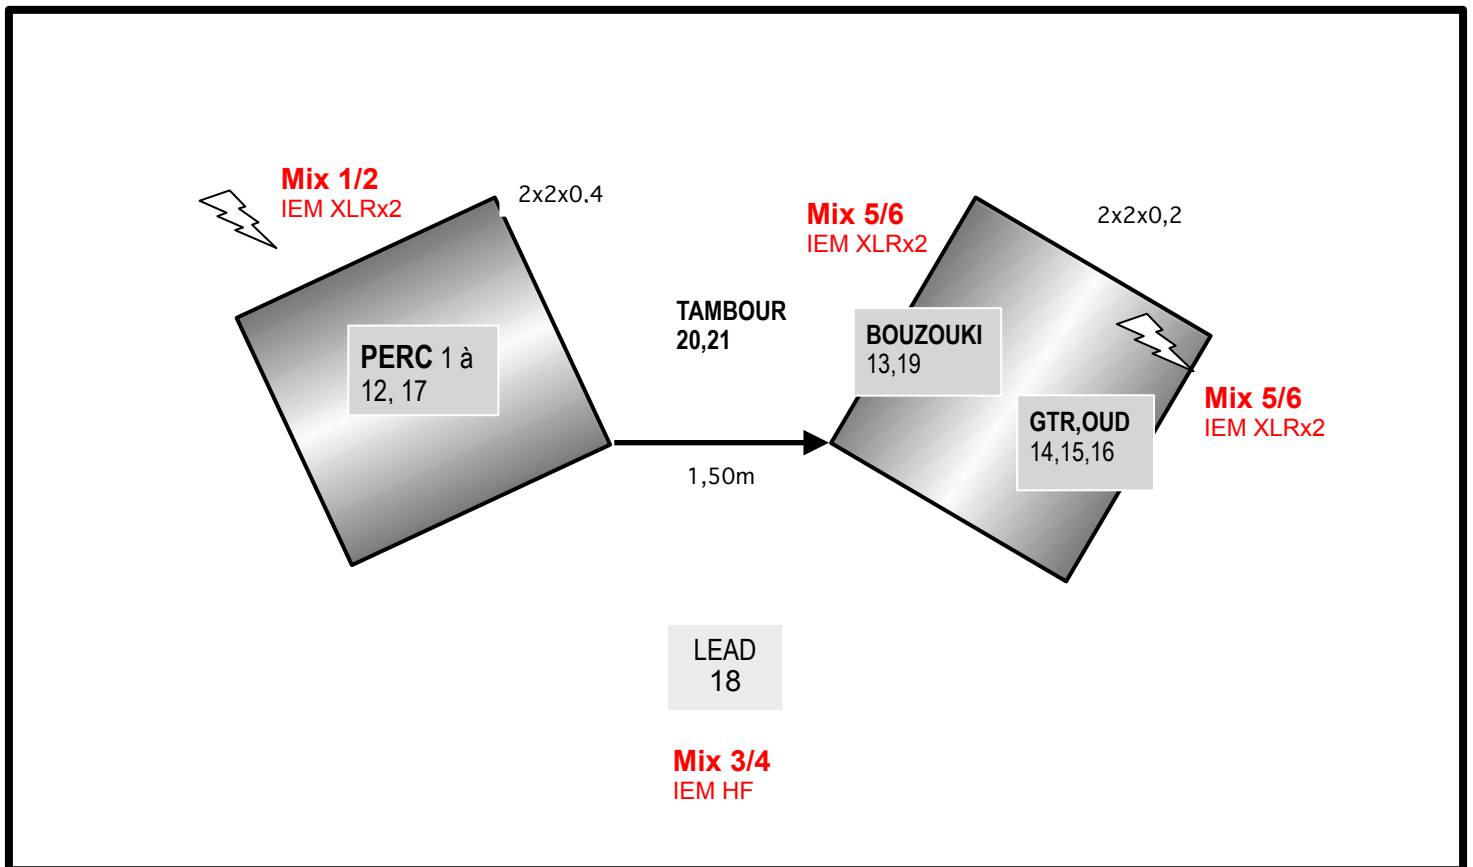 Mix 1/2
IEM XLRx2
2x2x0.4
Mix 5/6
IEM XLRx2
2x2x0,2
TAMBOUR
20,21
PERC 1 à
12, 17
BOUZOUKI
13,19
GTR,OUD
14,15,16
Mix 5/6
IEM XLRx2
1,50m
LEAD
18
Mix 3/4
IEM HF